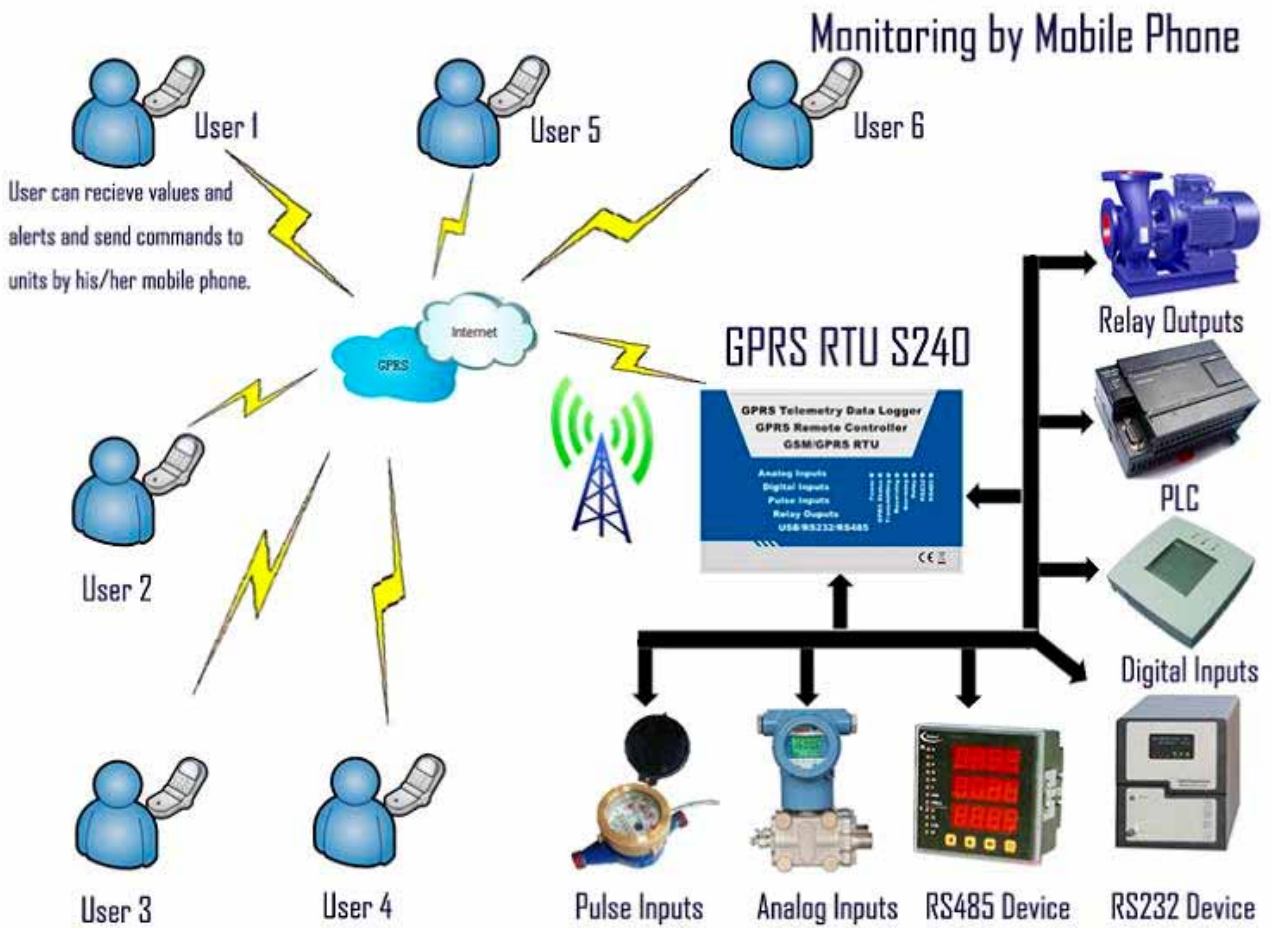 Monitoring by Mobile Phone
User 1
User 5
User 6
User can recieve values and
alerts and send commands to
units by his/her mobile phone.
Internet
GPRS
Relay Outputs
GPRS RTU S240
GPRS Telemetry Data Logger
GPRS Remote Controller
GSM/GPRS RTU
Analog Inputs
Digital Inputs
Pulse Inputs
Relay Ouputs
USB/RS232/RS485
CE
PLC
User 2
Digital Inputs
User 3
User 4
Pulse Inputs
Analog Inputs
RS485 Device
RS232 Device